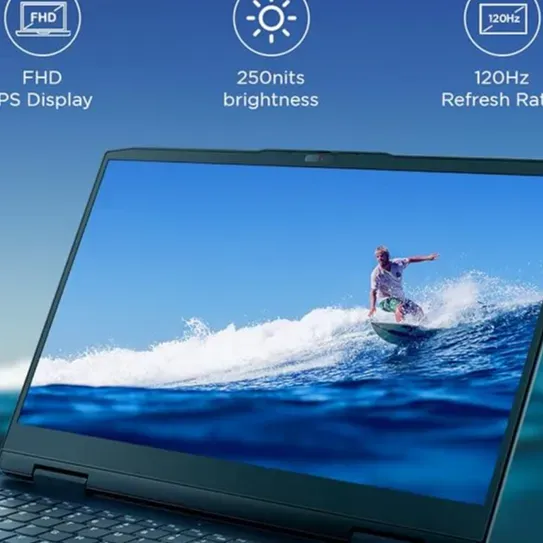 FHD
120Hz
FHD
250nits
120Hz
PS Display
brightness
Refresh Rat